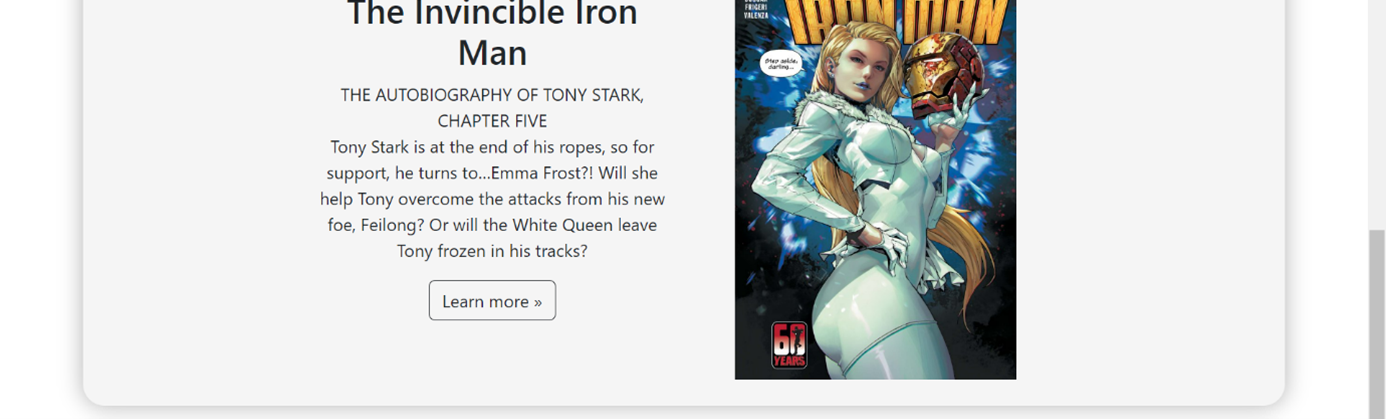 The Invincible Iron
Man
THE AUTOBIOGRAPHY OF TONY STARK,
CHAPTER FIVE
Tony Stark is at the end of his ropes, so for
support, he turns to...Emma Frost?! Will she
help Tony overcome the attacks from his new
foe, Feilong? Or will the White Queen leave
Tony frozen in his tracks?
Learn more »
FRIGERI
VALENZA
IRON MAN
Step aside,
darling...
60
YEARS